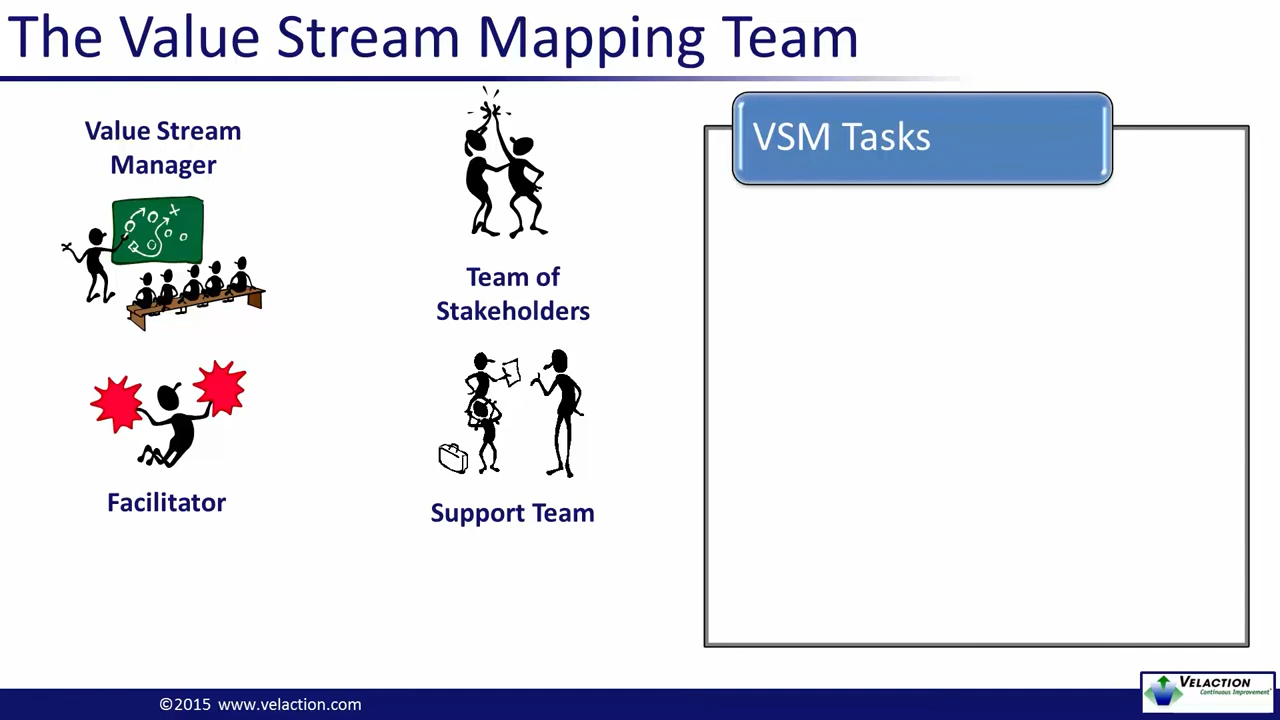 The Value Stream Mapping Team
Value Stream
Manager
Team of
Stakeholders
Facilitator
Support Team
VSM Tasks
©2015 www.velaction.com
VELACTION
Continuous Improvement